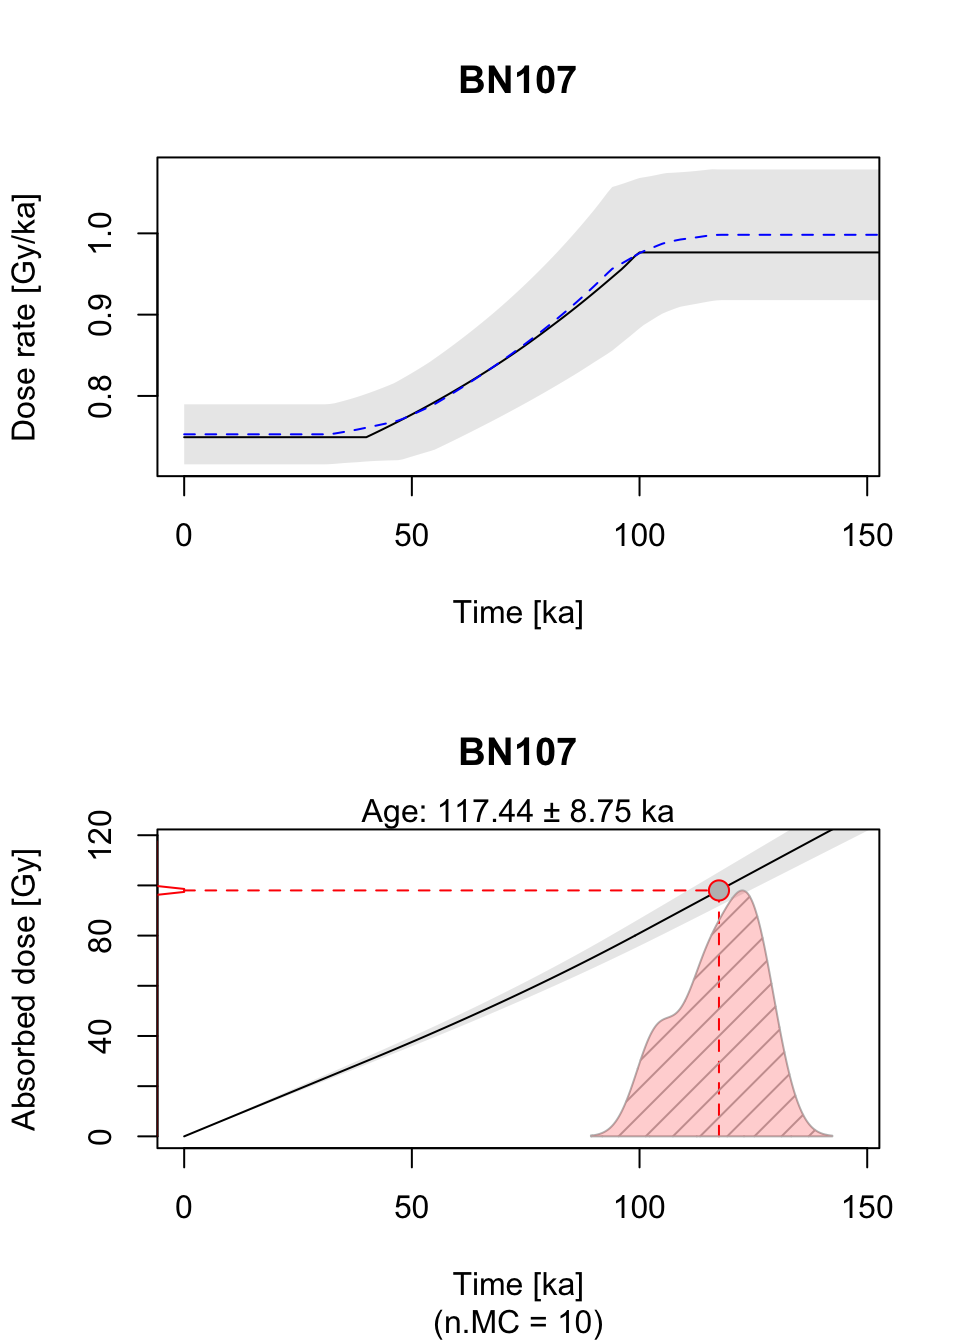 BN107
Dose rate [Gy/ka]
1.0
0.9
0.8
0 50 100 150
Time [ka]
BN107
Age: 117.44 ± 8.75 ka
Absorbed dose [Gy]
120
80
40
0
0 50 100 150
Time [ka]
(n.MC = 10)